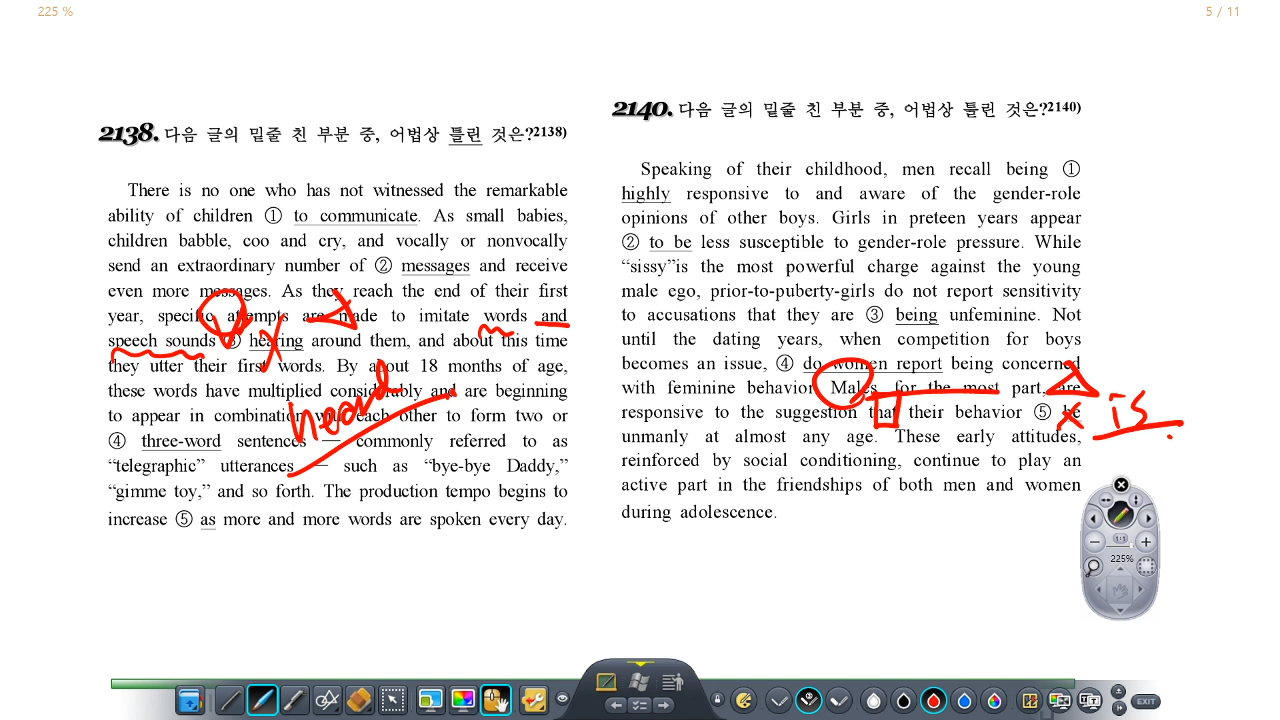 225 %
5 / 11
2138. 다음 글의 밑줄 친 부분 중, 어법상 틀린 것은?2138)
There is no one who has not witnessed the remarkable
ability of children ① to communicate. As small babies,
children babble, coo and cry, and vocally or nonvocally
send an extraordinary number of ② messages and receive
even more messages. As they reach the end of their first
year, specific attempts are made to imitate words and
speech sounds ③ hearing around them, and about this time
they utter their first words. By about 18 months of age,
these words have multiplied considerably and are beginning
to appear in combination with each other to form two or
④ three-word sentences — commonly referred to as
“telegraphic” utterances — such as “bye-bye Daddy,”
“gimme toy,” and so forth. The production tempo begins to
increase ⑤ as more and more words are spoken every day.
X
heard
2140. 다음 글의 밑줄 친 부분 중, 어법상 틀린 것은?2140)
Speaking of their childhood, men recall being ①
highly responsive to and aware of the gender-role
opinions of other boys. Girls in preteen years appear
② to be less susceptible to gender-role pressure. While
“sissy”is the most powerful charge against the young
male ego, prior-to-puberty-girls do not report sensitivity
to accusations that they are ③ being unfeminine. Not
until the dating years, when competition for boys
becomes an issue, ④ do women report being concerned
with feminine behavior. Males, for the most part, are
responsive to the suggestion that their behavior ⑤ be
unmanly at almost any age. These early attitudes,
reinforced by social conditioning, continue to play an
active part in the friendships of both men and women
during adolescence.
X is.
1:1
225%
EXIT